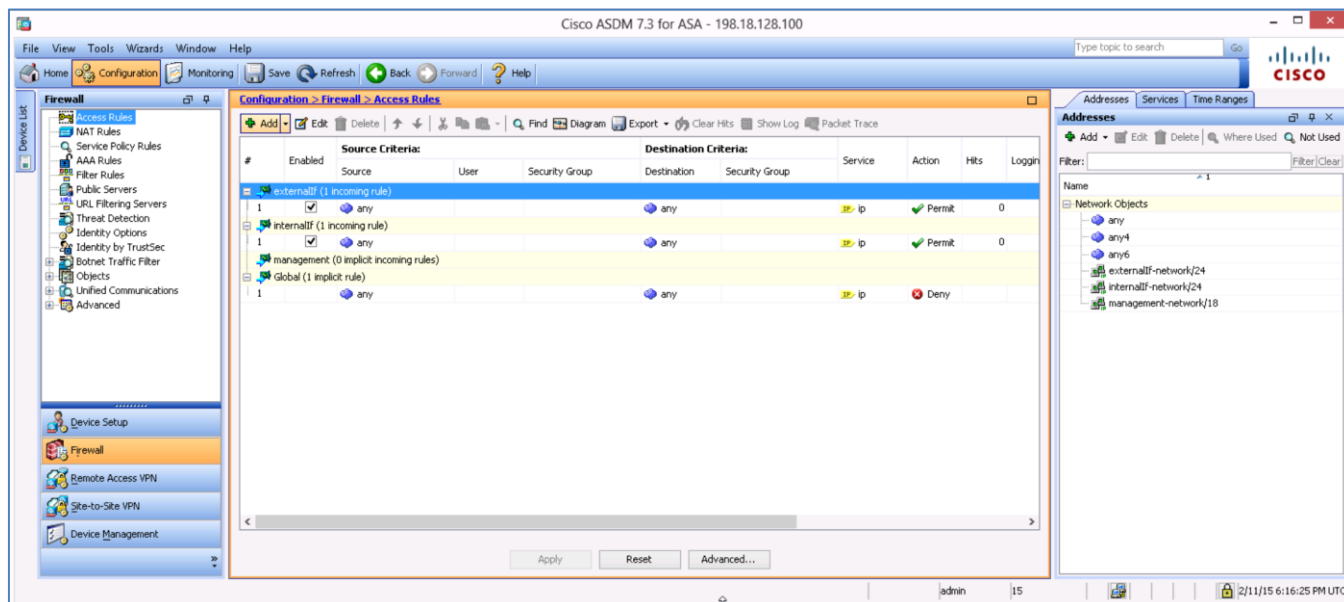 Cisco ASDM 7.3 for ASA - 198.18.128.100
File View Tools Wizards Window Help
Type topic to search Go
Home Configuration Monitoring Save Refresh Back Forward Help
CISCO
Device List
Firewall
Access Rules
NAT Rules
Service Policy Rules
AAA Rules
Filter Rules
Public Servers
URL Filtering Servers
Threat Detection
Identity Options
Identity by TrustSec
Botnet Traffic Filter
Objects
Unified Communications
Advanced
Device Setup
Firewall
Remote Access VPN
Site-to-Site VPN
Device Management
Configuration > Firewall > Access Rules
Add Edit Delete Find Diagram Export Clear Hits Show Log Packet Trace
Source Criteria: Destination Criteria:
# Enabled Source User Security Group Destination Security Group Service Action Hits Loggin
externalIf (1 incoming rule)
1 any any ip Permit 0
internalIf (1 incoming rule)
1 any any ip Permit 0
management (0 implicit incoming rules)
Global (1 implicit rule)
1 any any ip Deny
Apply Reset Advanced...
Addresses Services Time Ranges
Addresses
Add Edit Delete Where Used Not Used
Filter: Filter Clear
1
Name
Network Objects
any
any4
any6
externalIf-network/24
internalIf-network/24
management-network/18
admin 15 2/11/15 6:16:25 PM UTC